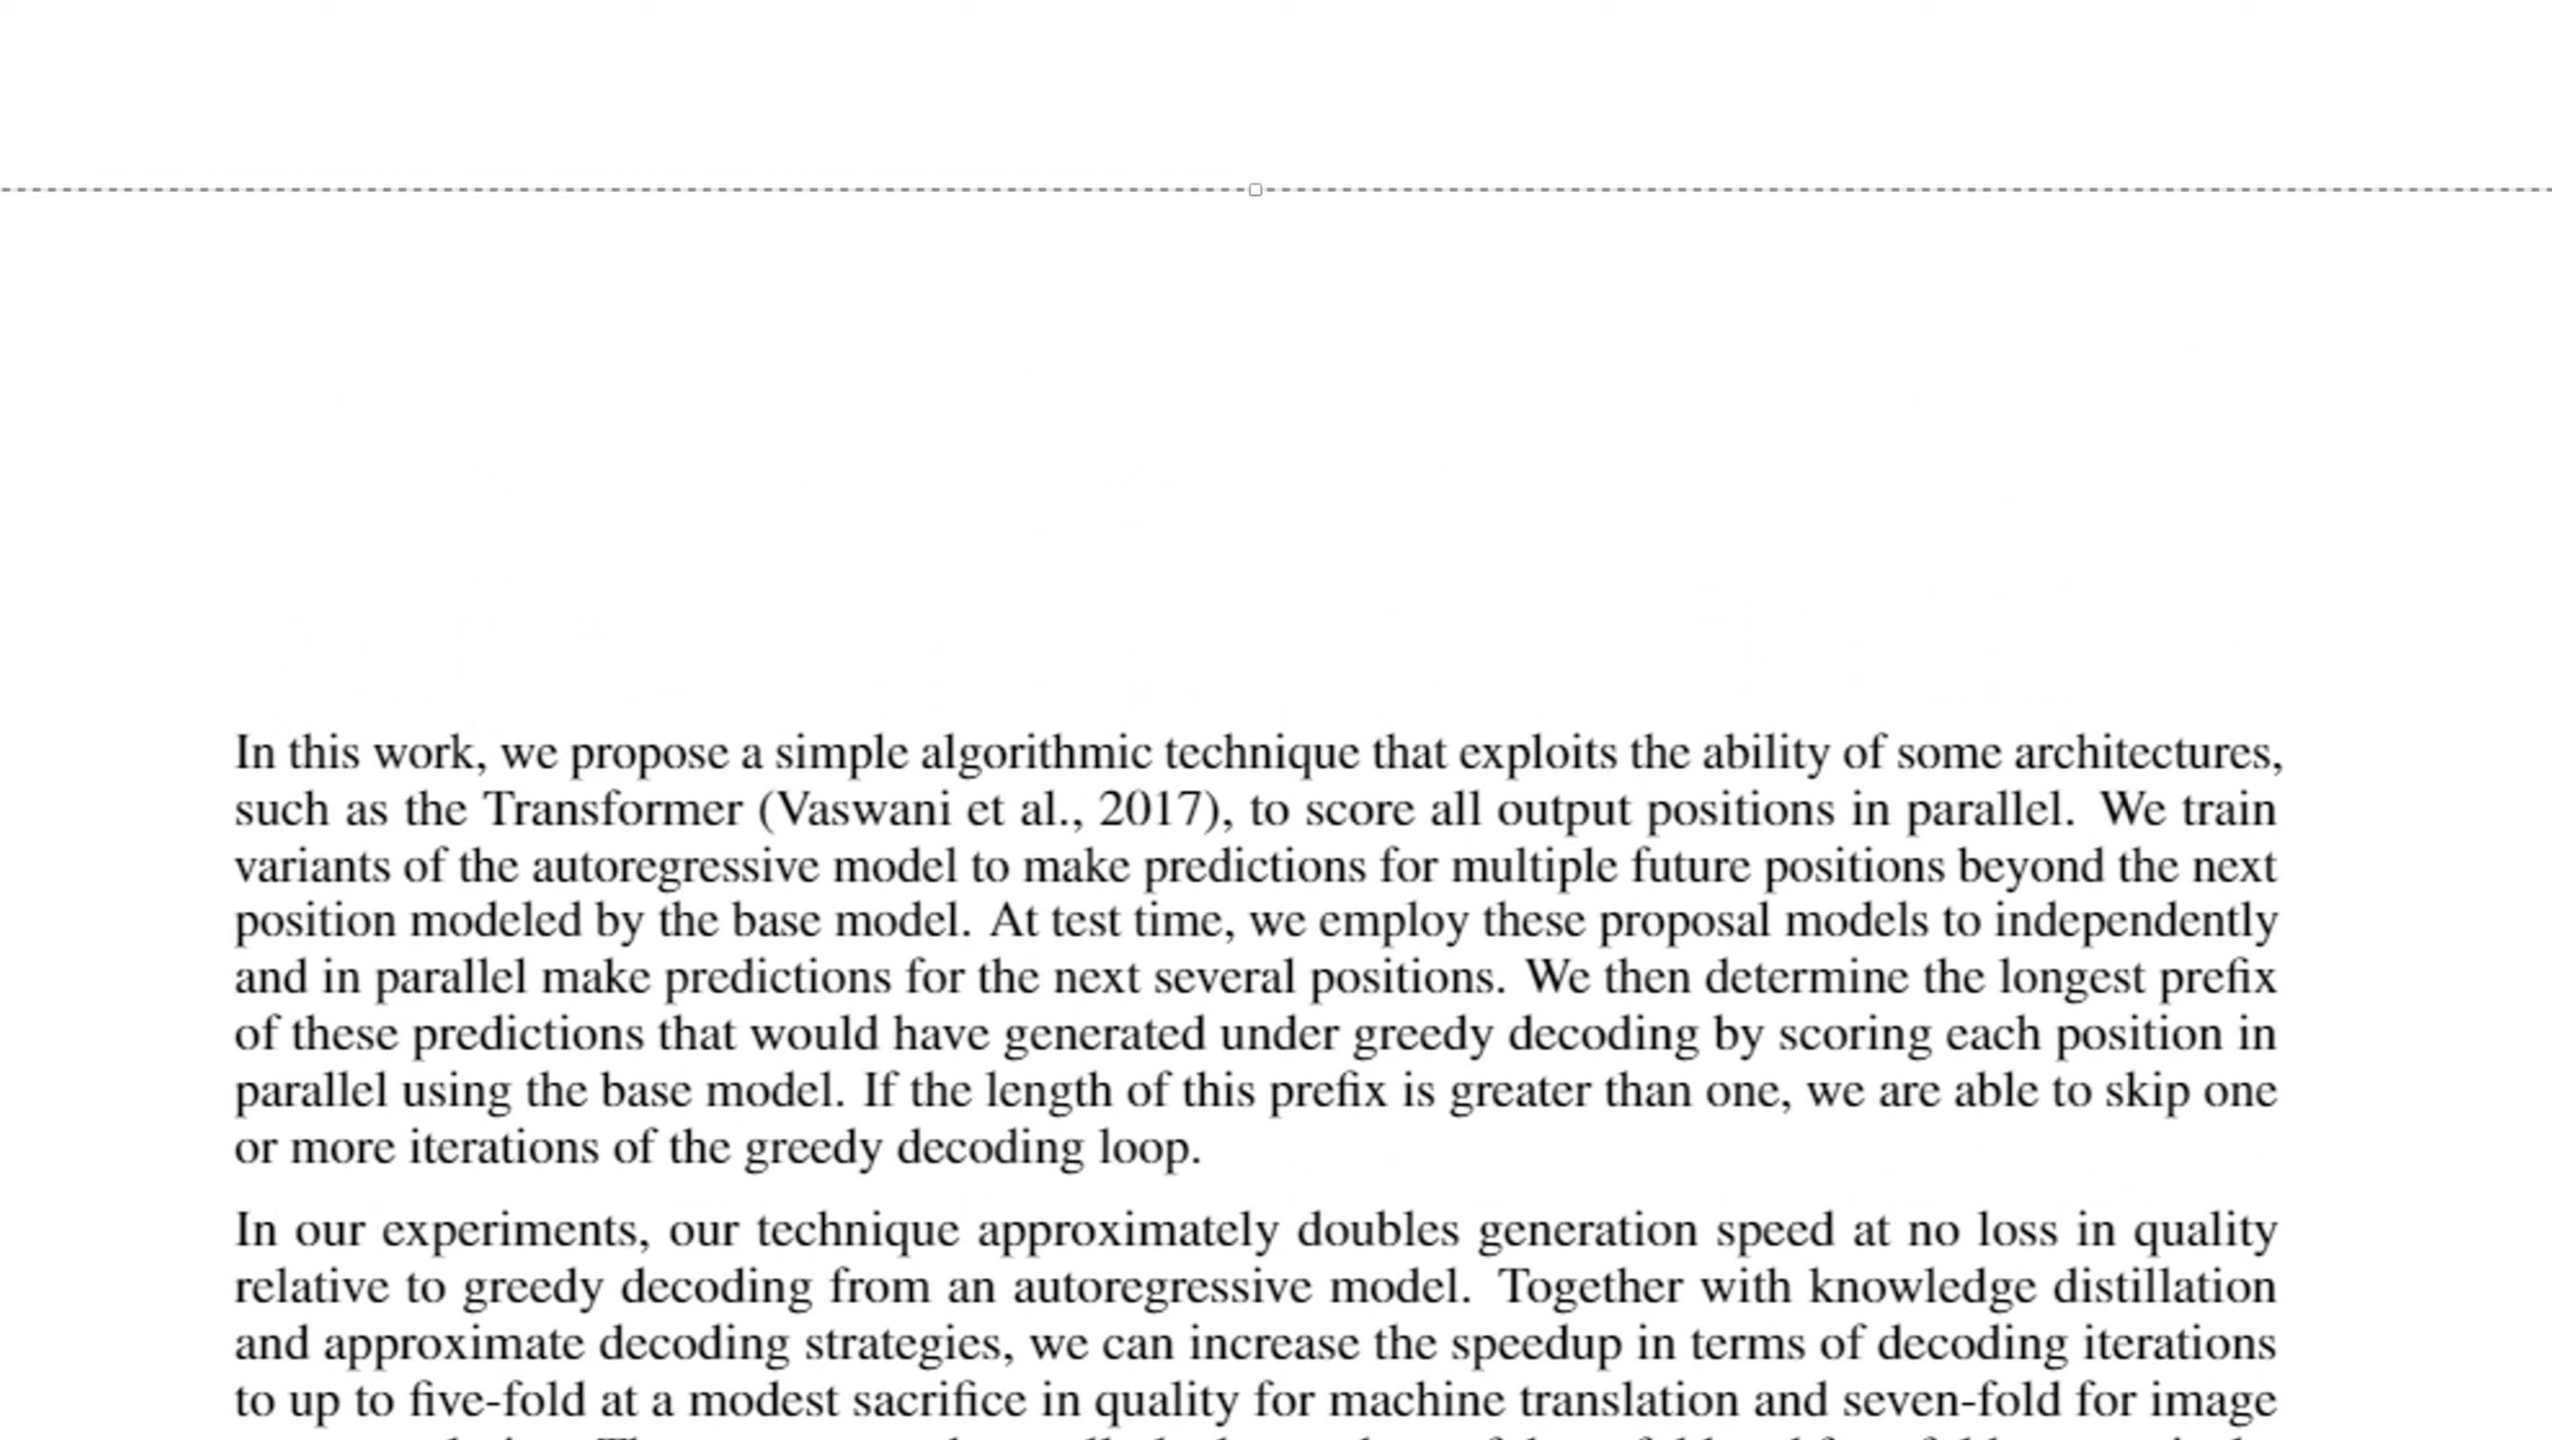 In this work, we propose a simple algorithmic technique that exploits the ability of some architectures,
such as the Transformer (Vaswani et al., 2017), to score all output positions in parallel. We train
variants of the autoregressive model to make predictions for multiple future positions beyond the next
position modeled by the base model. At test time, we employ these proposal models to independently
and in parallel make predictions for the next several positions. We then determine the longest prefix
of these predictions that would have generated under greedy decoding by scoring each position in
parallel using the base model. If the length of this prefix is greater than one, we are able to skip one
or more iterations of the greedy decoding loop.
In our experiments, our technique approximately doubles generation speed at no loss in quality
relative to greedy decoding from an autoregressive model. Together with knowledge distillation
and approximate decoding strategies, we can increase the speedup in terms of decoding iterations
to up to five-fold at a modest sacrifice in quality for machine translation and seven-fold for image